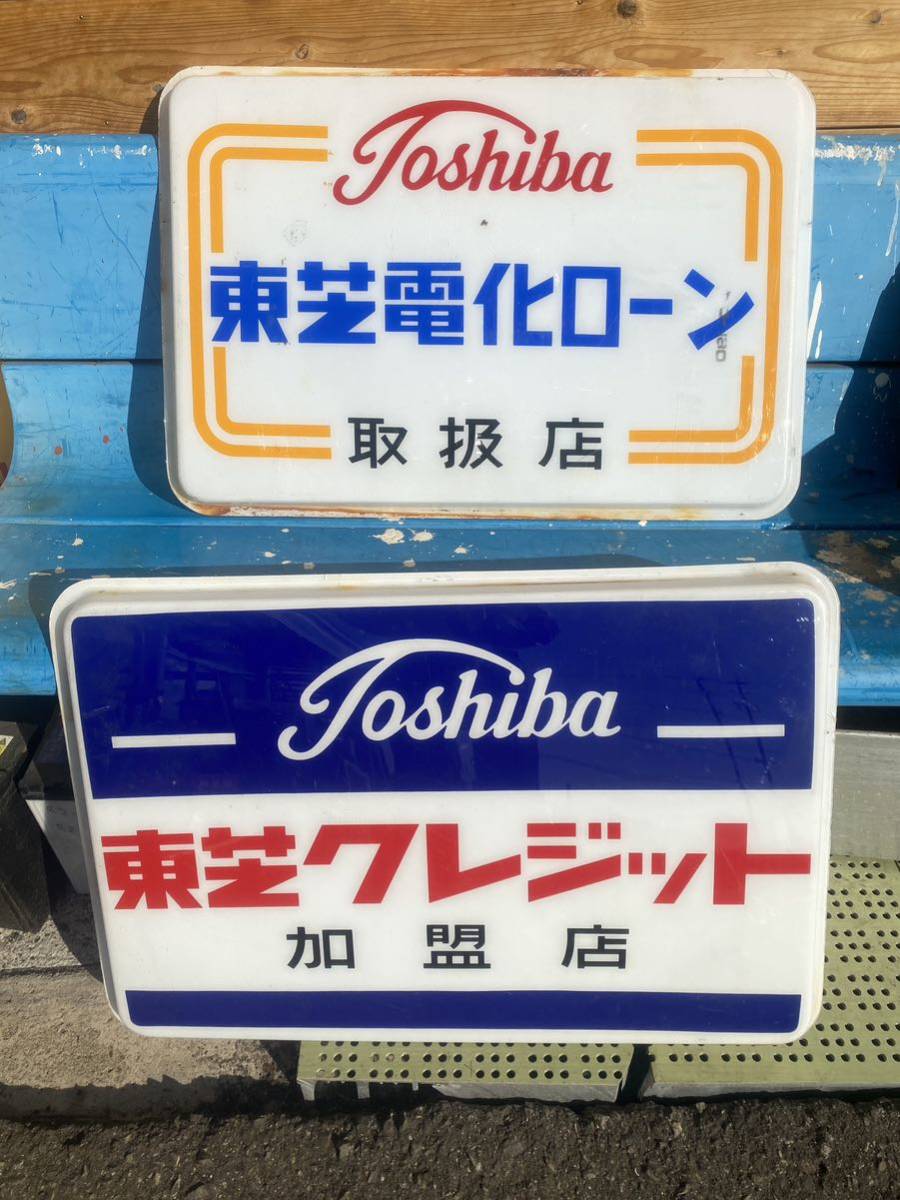 Toshiba
東芝電化ローン
取扱店
Toshiba
東芝クレジット
加盟店